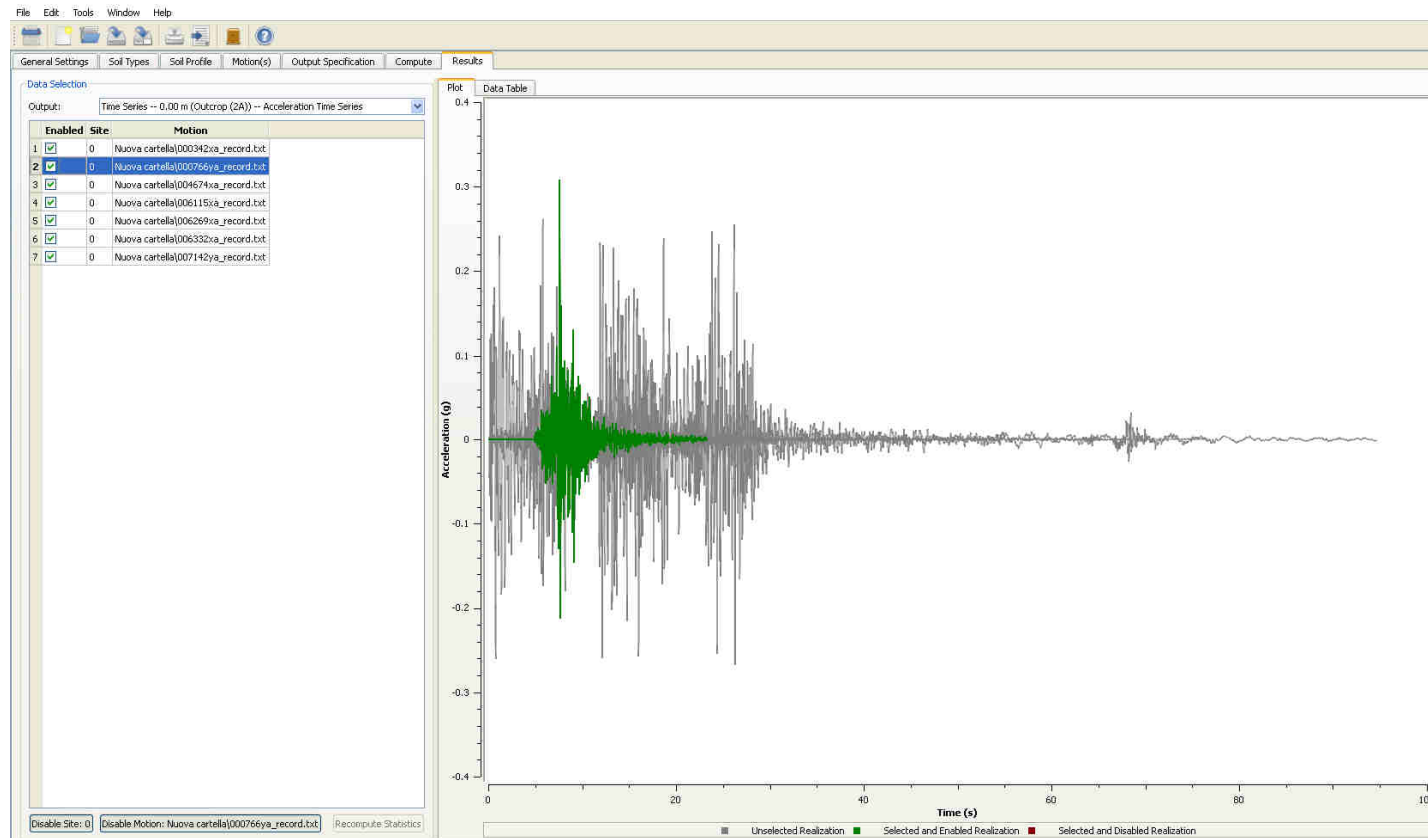 File Edit Tools Window Help
General Settings Soil Types Soil Profile Motion(s) Output Specification Compute Results
Data Selection
Output: Time Series -- 0.00 m (Outcrop (2A)) -- Acceleration Time Series
Enabled Site Motion
1 0 Nuova cartella\000342xa_record.txt
2 0 Nuova cartella\000766ya_record.txt
3 0 Nuova cartella\004674xa_record.txt
4 0 Nuova cartella\006115xa_record.txt
5 0 Nuova cartella\006269xa_record.txt
6 0 Nuova cartella\006332xa_record.txt
7 0 Nuova cartella\007142ya_record.txt
Disable Site: 0 Disable Motion: Nuova cartella\000766ya_record.txt Recompute Statistics
Plot Data Table
0.4
0.3
0.2
0.1
0
-0.1
-0.2
-0.3
-0.4
Acceleration (g)
0 20 40 60 80 10
Time (s)
Unselected Realization Selected and Enabled Realization Selected and Disabled Realization